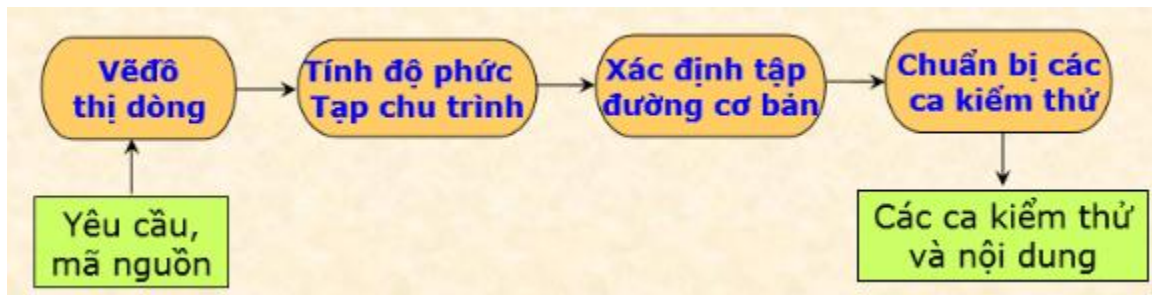 Vẽđồ
thị dòng
Tính độ phức
Tạp chu trình
Xác định tập
đường cơ bản
Chuẩn bị các
ca kiểm thử
Yêu cầu,
mã nguồn
Các ca kiểm thử
và nội dung